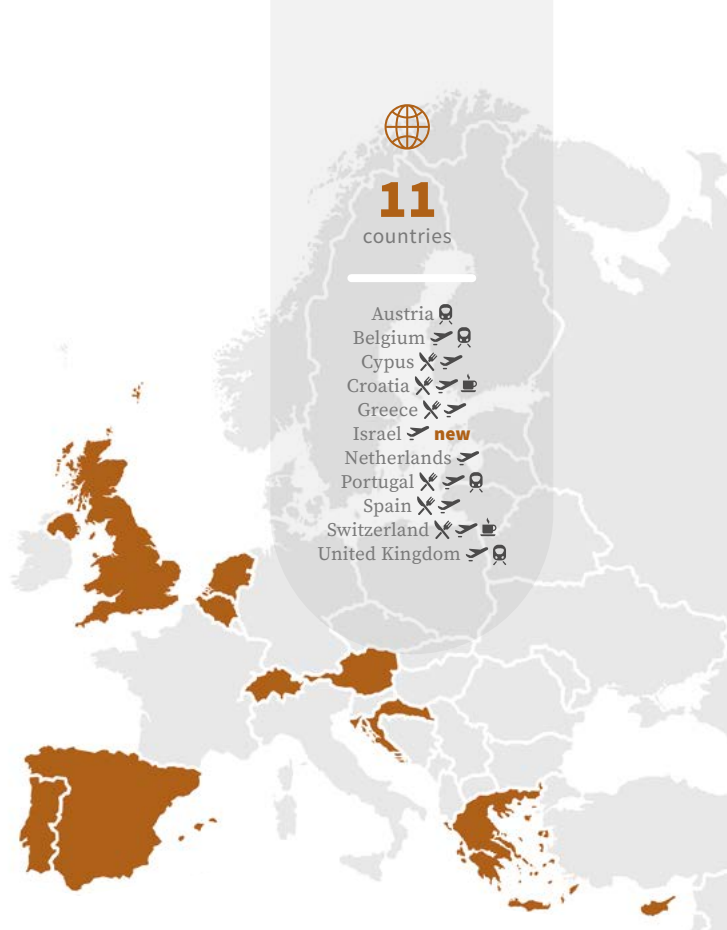 11
countries
Austria
Belgium
Cypus
Croatia
Greece
Israel new
Netherlands
Portugal
Spain
Switzerland
United Kingdom